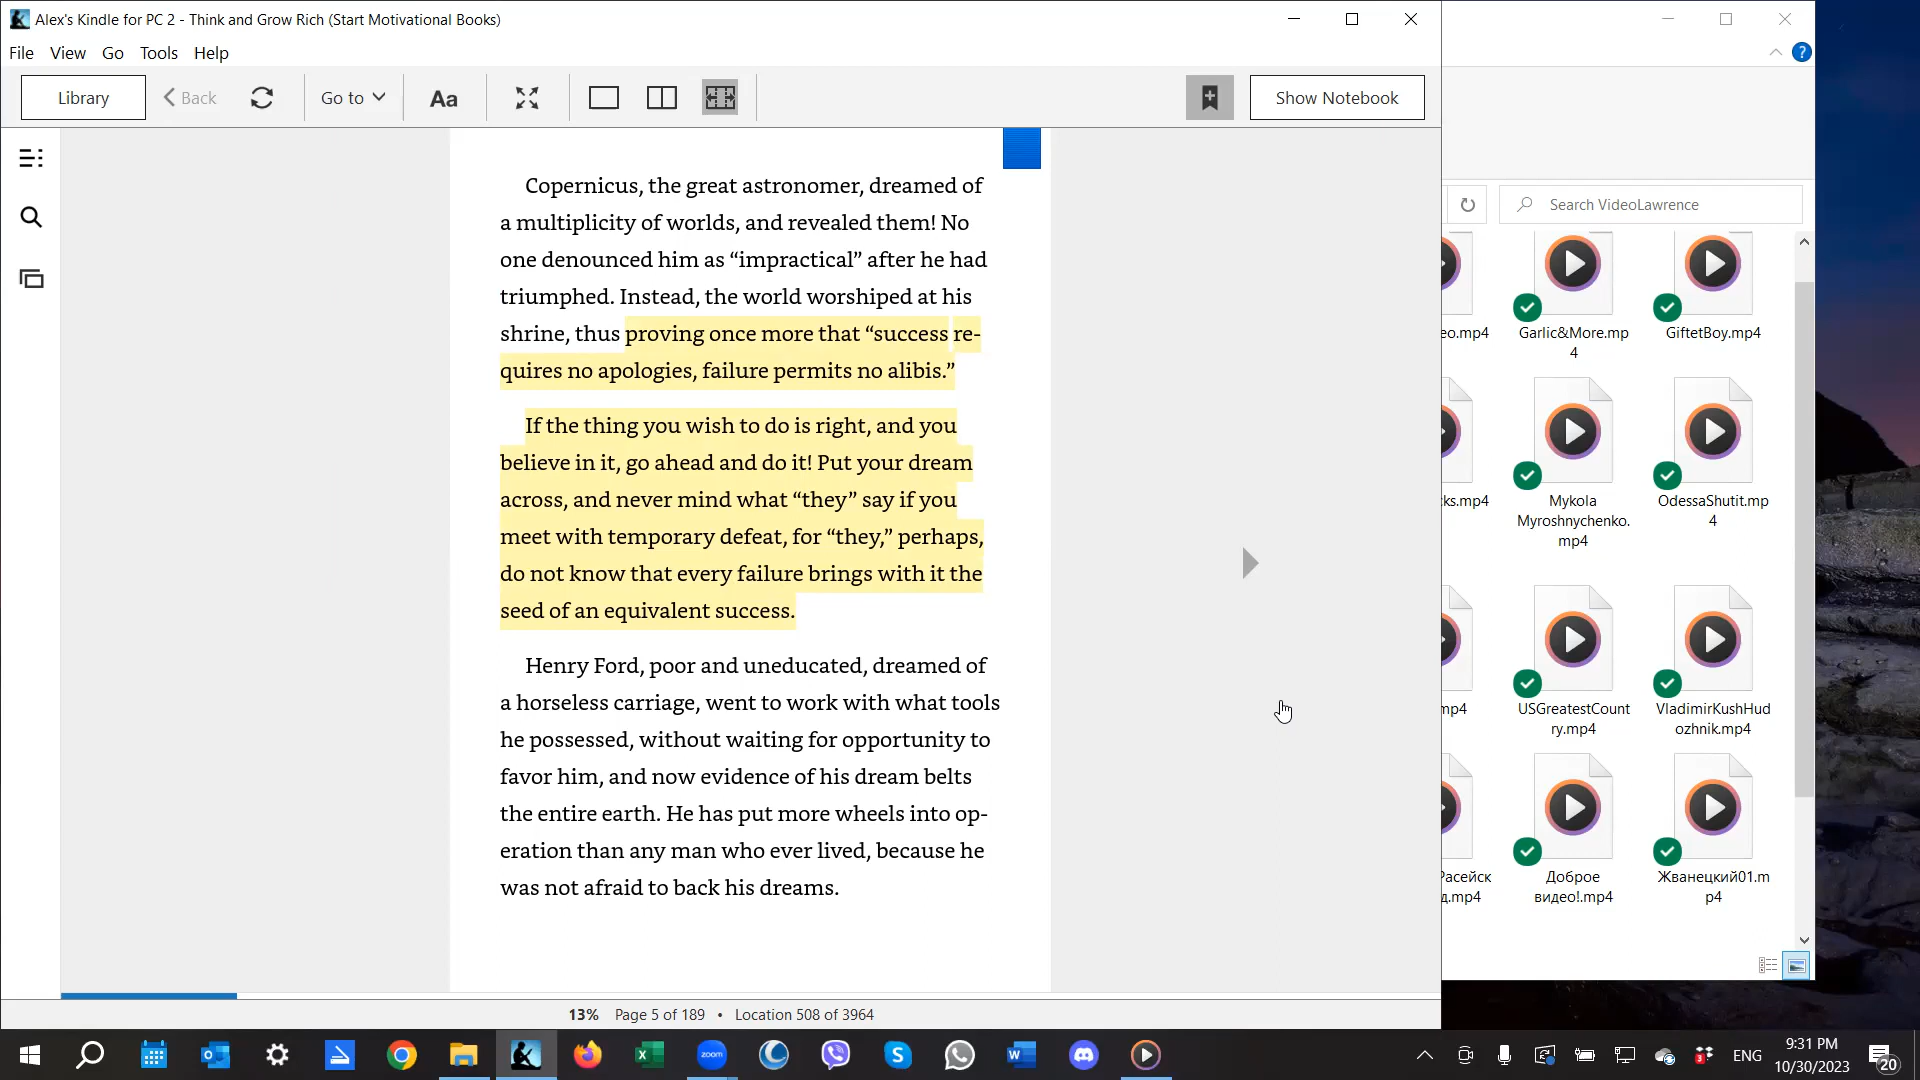 Alex's Kindle for PC 2 - Think and Grow Rich (Start Motivational Books)
File View Go Tools Help
Library
Back
Go to
Aa
Show Notebook
Copernicus, the great astronomer, dreamed of
a multiplicity of worlds, and revealed them! No
one denounced him as “impractical” after he had
triumphed. Instead, the world worshiped at his
shrine, thus proving once more that “success re-
quires no apologies, failure permits no alibis.”
If the thing you wish to do is right, and you
believe in it, go ahead and do it! Put your dream
across, and never mind what “they” say if you
meet with temporary defeat, for “they,” perhaps,
do not know that every failure brings with it the
seed of an equivalent success.
Henry Ford, poor and uneducated, dreamed of
a horseless carriage, went to work with what tools
he possessed, without waiting for opportunity to
favor him, and now evidence of his dream belts
the entire earth. He has put more wheels into op-
eration than any man who ever lived, because he
was not afraid to back his dreams.
13% Page 5 of 189 • Location 508 of 3964
?
Search VideoLawrence
eo.mp4
Garlic&More.mp
4
GiftetBoy.mp4
ks.mp4
Mykola
Myroshnychenko.
mp4
OdessaShutit.mp
4
mp4
USGreatestCount
ry.mp4
VladimirKushHud
ozhnik.mp4
Расейск
д.mp4
Доброе
видео!.mp4
Жванецкий01.m
p4
zoom
3
ENG
9:31 PM
10/30/2023
20